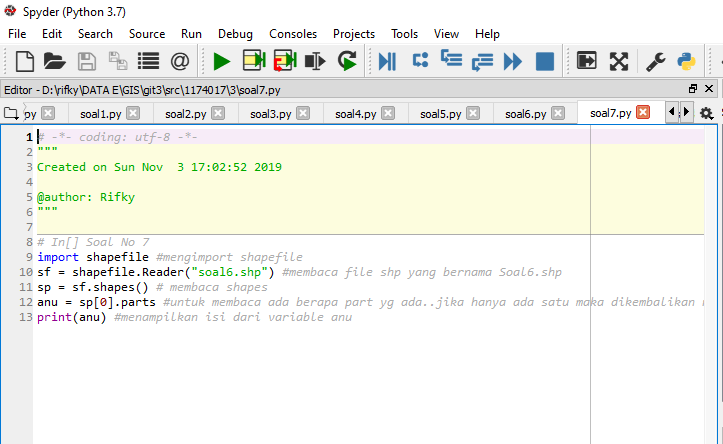 Spyder (Python 3.7)
File Edit Search Source Run Debug Consoles Projects Tools View Help
Editor - D:\rifky\DATA E\GIS\git3\src\1174017\3\soal7.py
py soal1.py soal2.py soal3.py soal4.py soal5.py soal6.py soal7.py
1 # -*- coding: utf-8 -*-
2 """
3 Created on Sun Nov  3 17:02:52 2019
4
5 @author: Rifky
6 """
7
8 # In[] Soal No 7
9 import shapefile #mengimport shapefile
10 sf = shapefile.Reader("soal6.shp") #membaca file shp yang bernama Soal6.shp
11 sp = sf.shapes() # membaca shapes
12 anu = sp[0].parts #untuk membaca ada berapa part yg ada..jika hanya ada satu maka dikembalikan
13 print(anu) #menampilkan isi dari variable anu